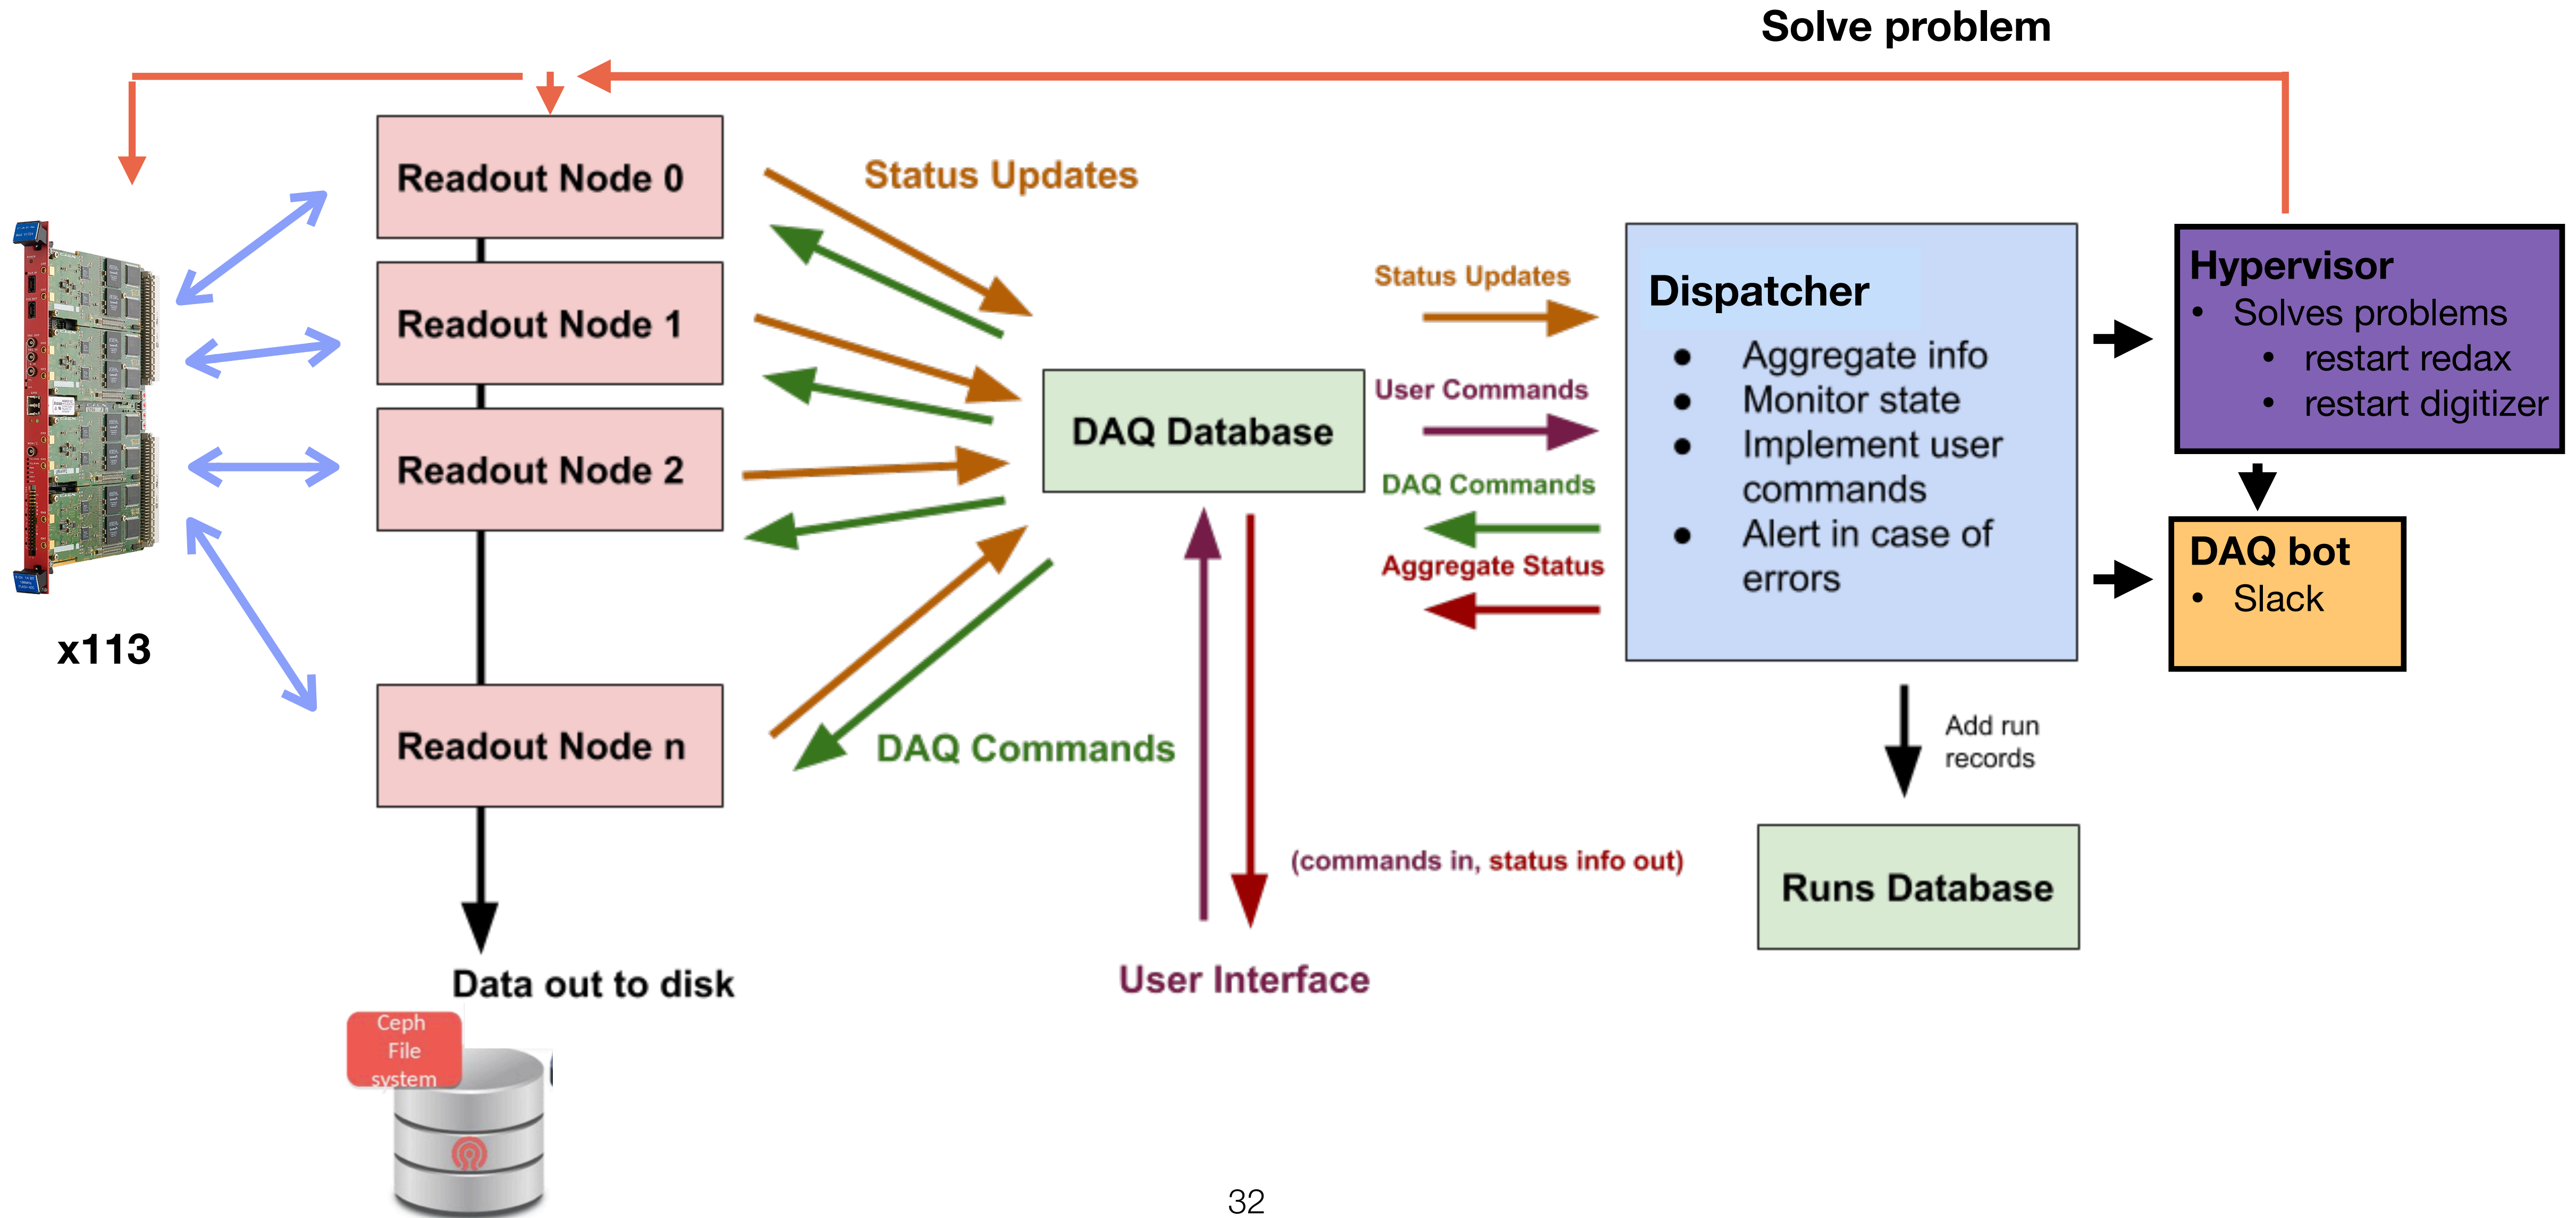 Solve problem
Readout Node 0
Status Updates
Readout Node 1
Readout Node 2
Readout Node n
x113
DAQ Database
DAQ Commands
Status Updates
User Commands
DAQ Commands
Aggregate Status
Dispatcher
● Aggregate info
● Monitor state
● Implement user
commands
● Alert in case of
errors
Hypervisor
• Solves problems
• restart redax
• restart digitizer
DAQ bot
• Slack
Add run
records
Runs Database
(commands in, status info out)
User Interface
Data out to disk
Ceph
File
system
32